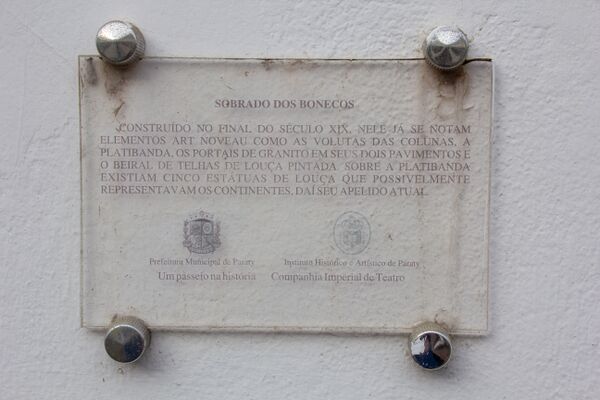 SOBRADO DOS BONECOS
CONSTRUÍDO NO FINAL DO SÉCULO XIX, NELE JÁ SE NOTAM
ELEMENTOS ART NOVEAU COMO AS VOLUTAS DAS COLUNAS, A
PLATIBANDA, OS PORTAIS DE GRANITO EM SEUS DOIS PAVIMENTOS E
O BEIRAL DE TELHAS DE LOUÇA PINTADA. SOBRE A PLATIBANDA
EXISTIAM CINCO ESTÁTUAS DE LOUÇA QUE POSSIVELMENTE
REPRESENTAVAM OS CONTINENTES, DAÍ SEU APELIDO ATUAL.
Prefeitura Municipal de Paraty Instituto Histórico e Artístico de Paraty
Um passeio na história Companhia Imperial de Teatro